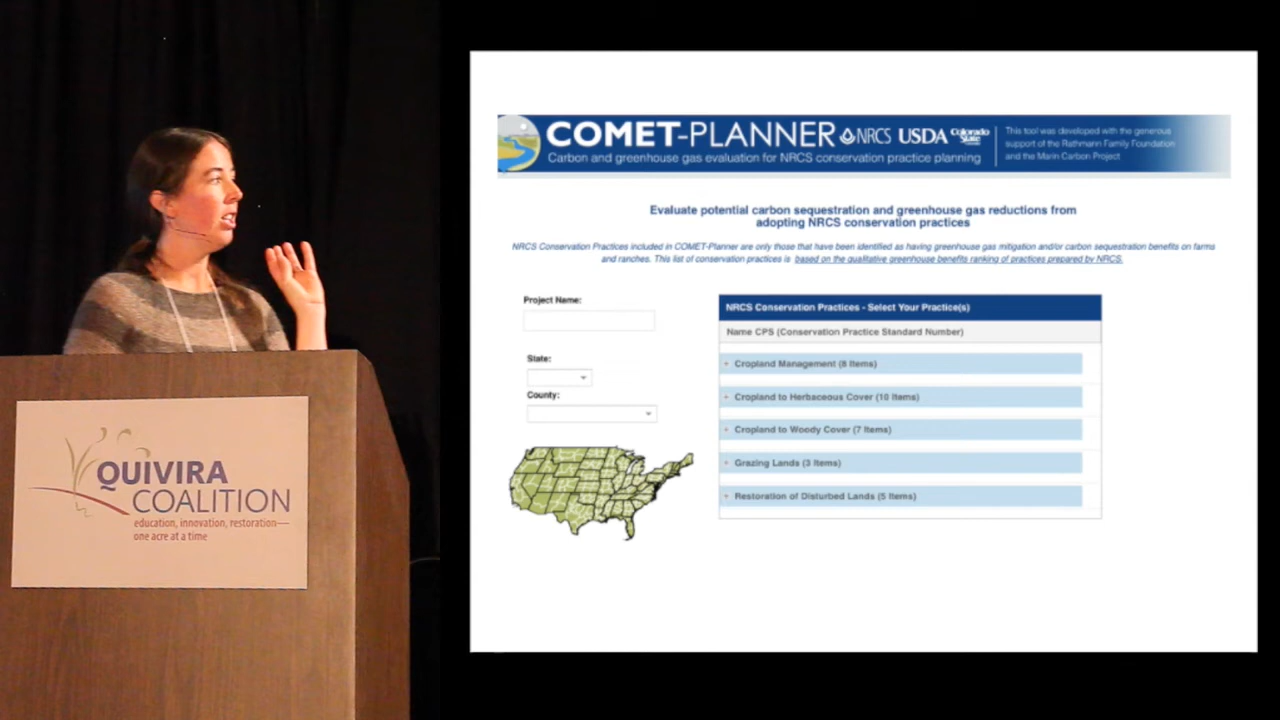 QUIVIRA
COALITION
education, innovation, restoration—
one acre at a time
COMET-PLANNER
NRCS USDA Colorado State
Carbon and greenhouse gas evaluation for NRCS conservation practice planning
This tool was developed with the generous
support of the Rathmann Family Foundation
and the Marin Carbon Project
Evaluate potential carbon sequestration and greenhouse gas reductions from
adopting NRCS conservation practices
NRCS Conservation Practices included in COMET-Planner are only those that have been identified as having greenhouse gas mitigation and/or carbon sequestration benefits on farms
and ranches. This list of conservation practices is based on the qualitative greenhouse benefits ranking of practices prepared by NRCS.
Project Name:
State:
County:
NRCS Conservation Practices - Select Your Practice(s)
Name CPS (Conservation Practice Standard Number)
Cropland Management (8 Items)
Cropland to Herbaceous Cover (10 Items)
Cropland to Woody Cover (7 Items)
Grazing Lands (3 Items)
Restoration of Disturbed Lands (5 Items)